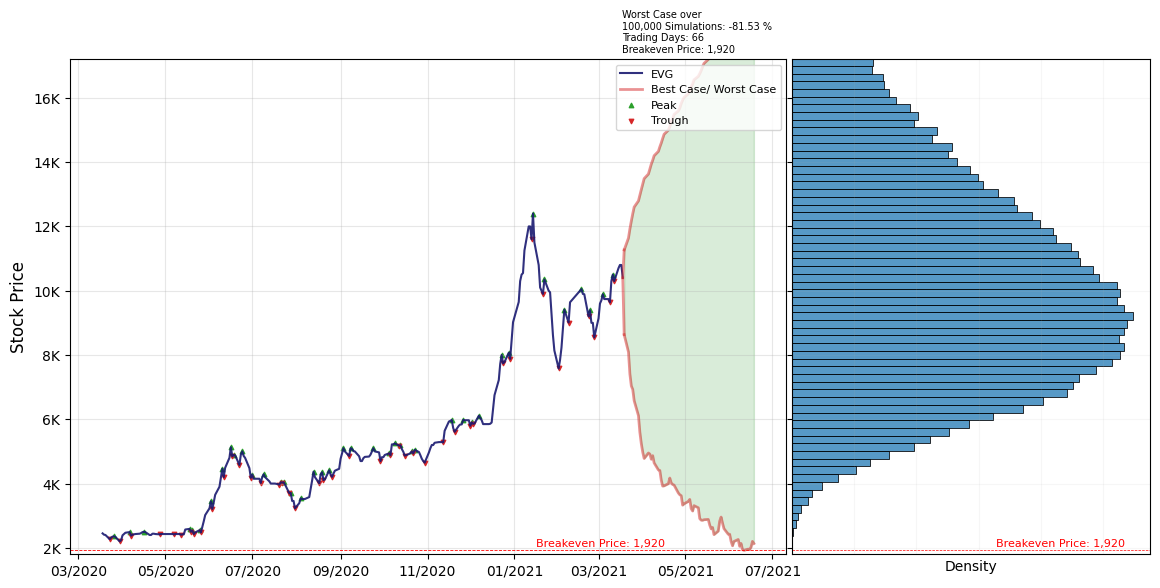 Worst Case over
100,000 Simulations: -81.53 %
Trading Days: 66
Breakeven Price: 1,920
EVG
Best Case/ Worst Case
Peak
Trough
Stock Price
16K
14K
12K
10K
8K
6K
4K
2K
Breakeven Price: 1,920
Breakeven Price: 1,920
03/2020
05/2020
07/2020
09/2020
11/2020
01/2021
03/2021
05/2021
07/2021
Density